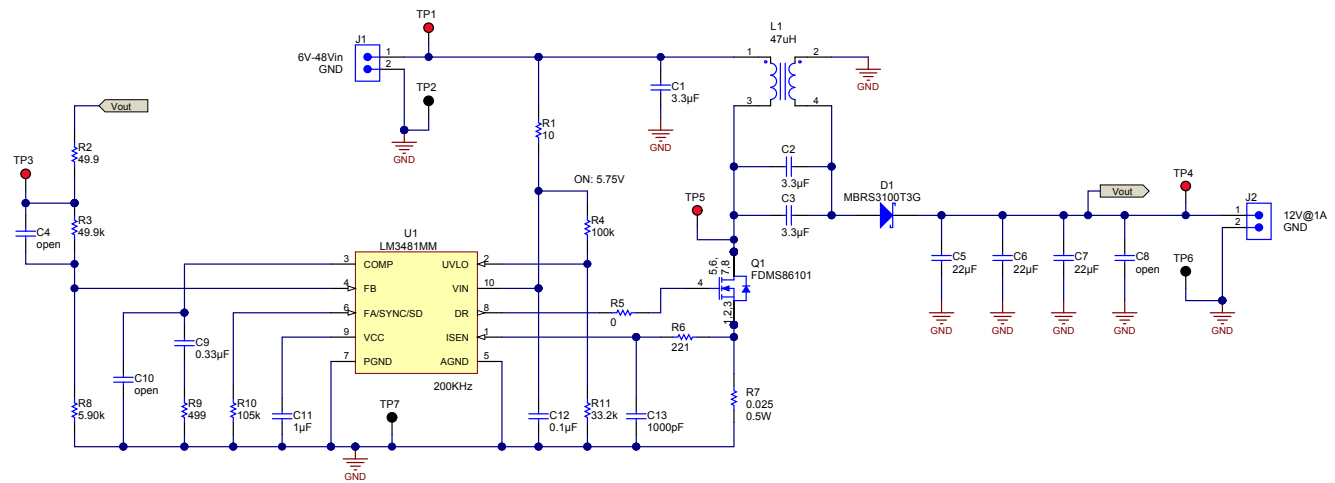 TP1
L1
47uH
J1
6V-48Vin
GND
1
2
1
2
3
4
GND
TP2
C1
3.3µF
GND
GND
Vout
R1
10
R2
49.9
TP3
C2
3.3µF
ON: 5.75V
D1
MBRS3100T3G
Vout
TP4
J2
C3
3.3µF
TP5
R3
49.9k
C4
open
R4
100k
1
2
12V@1A
GND
U1
LM3481MM
3
COMP
UVLO
2
4
FB
VIN
10
6
FA/SYNC/SD
DR
8
9
VCC
ISEN
1
7
PGND
AGND
5
200KHz
5,6,
7,8
Q1
FDMS86101
4
1,2,3
C5
22µF
C6
22µF
C7
22µF
C8
open
TP6
GND
GND
GND
GND
GND
R5
0
R6
221
C9
0.33µF
C10
open
R7
0.025
0.5W
R8
5.90k
R9
499
R10
105k
C11
1µF
TP7
C12
0.1µF
R11
33.2k
C13
1000pF
GND